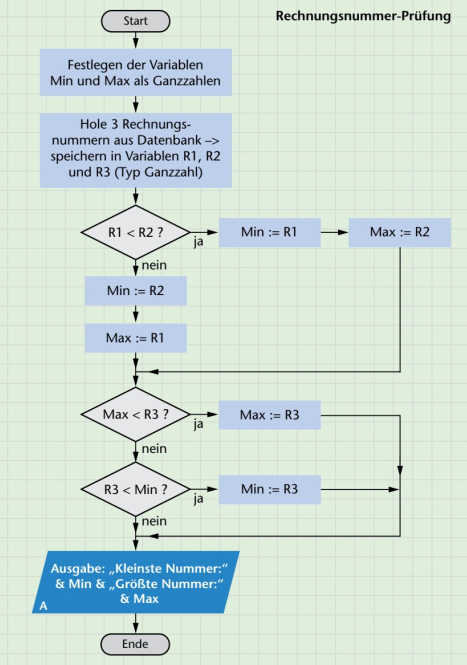 Rechnungsnummer-Prüfung
Start
Festlegen der Variablen
Min und Max als Ganzzahlen
Hole 3 Rechnungs-
nummern aus Datenbank –>
speichern in Variablen R1, R2
und R3 (Typ Ganzzahl)
R1 < R2 ?
ja
Min := R1
Max := R2
nein
Min := R2
Max := R1
Max < R3 ?
ja
Max := R3
nein
R3 < Min ?
ja
Min := R3
nein
Ausgabe: „Kleinste Nummer:“
& Min & „Größte Nummer:“
& Max
A
Ende